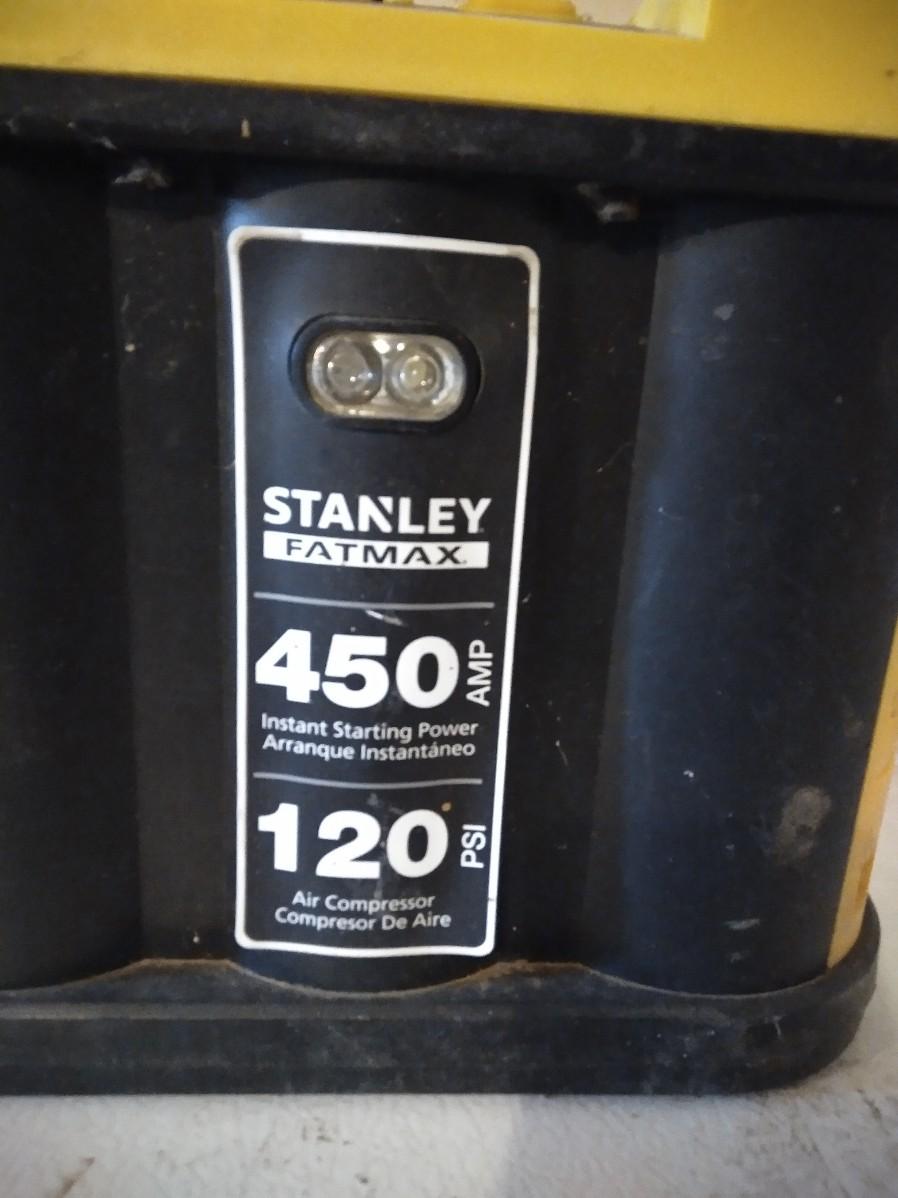 STANLEY
FATMAX.
450 AMP
Instant Starting Power
Arranque Instantáneo
120 PSI
Air Compressor
Compresor De Aire